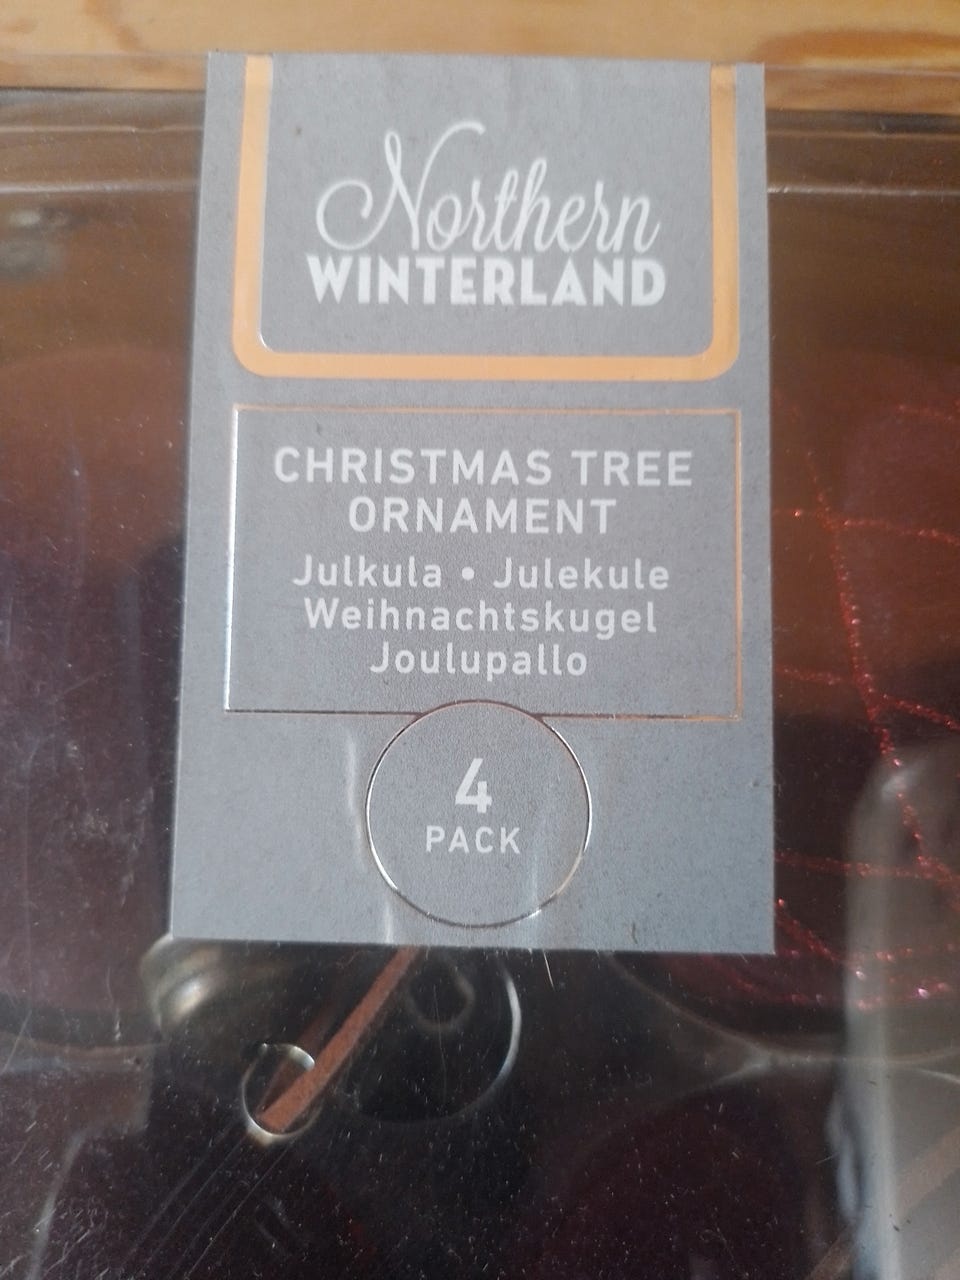 Northern
WINTERLAND
CHRISTMAS TREE
ORNAMENT
Julkula • Julekule
Weihnachtskugel
Joulupallo
4
PACK